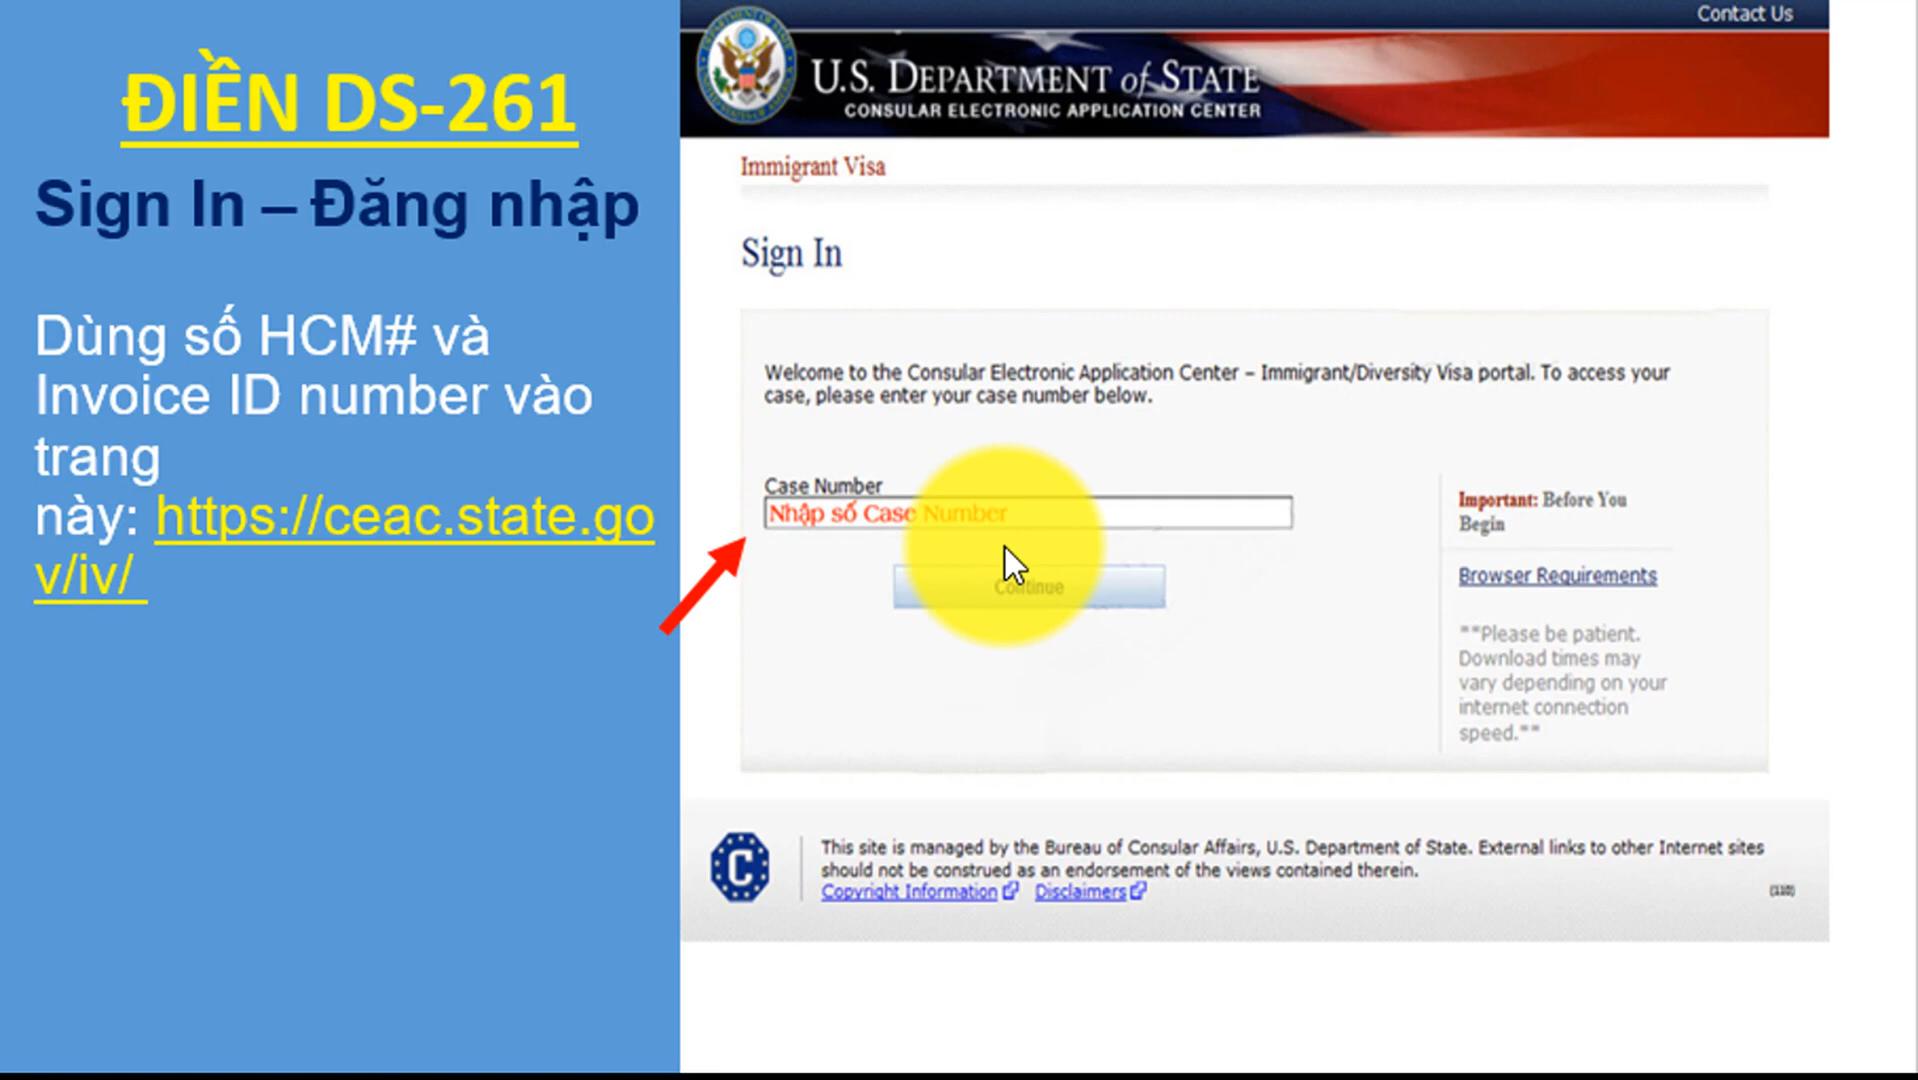 ĐIỀN DS-261
Sign In – Đăng nhập
Dùng số HCM# và
Invoice ID number vào
trang
này: https://ceac.state.go
v/iv/
Contact Us
U.S. DEPARTMENT of STATE
CONSULAR ELECTRONIC APPLICATION CENTER
Immigrant Visa
Sign In
Welcome to the Consular Electronic Application Center – Immigrant/Diversity Visa portal. To access your
case, please enter your case number below.
Case Number
Nhập số Case Number
Continue
Important: Before You
Begin
Browser Requirements
**Please be patient.
Download times may
vary depending on your
internet connection
speed.**
C
This site is managed by the Bureau of Consular Affairs, U.S. Department of State. External links to other Internet sites
should not be construed as an endorsement of the views contained therein.
Copyright Information Disclaimers
(110)